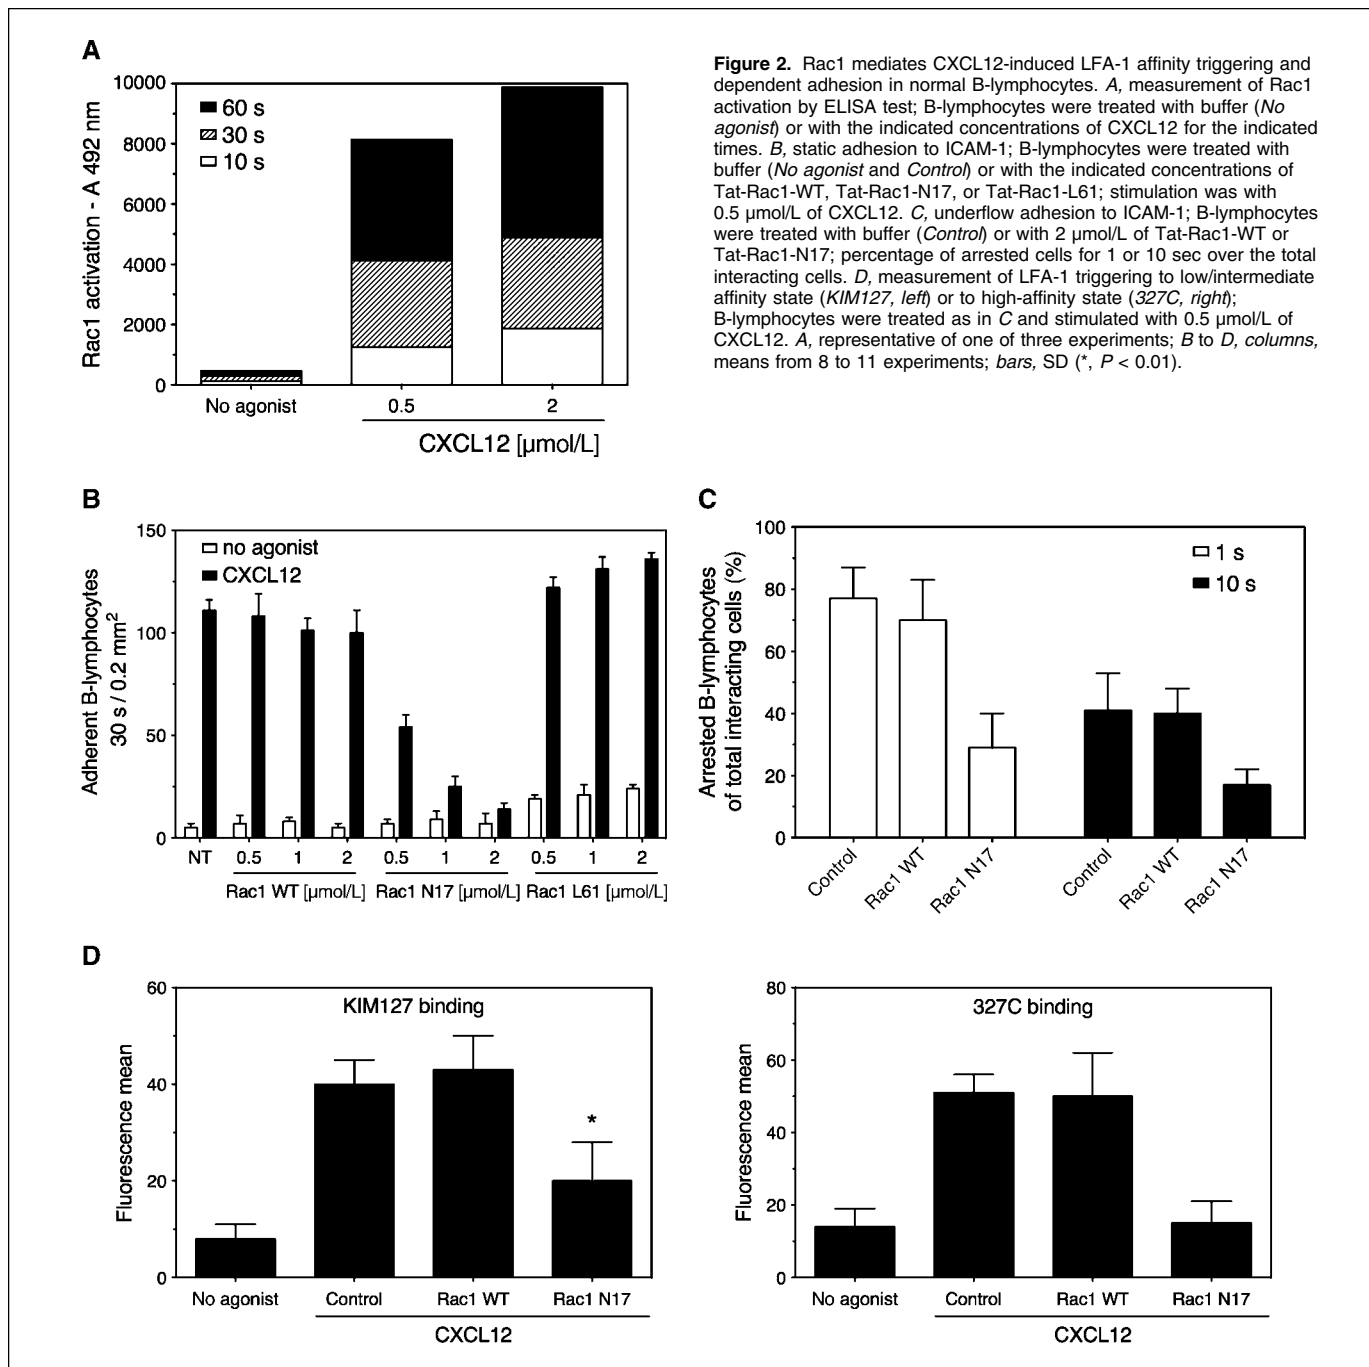 A
10000
8000
6000
4000
2000
0
Rac1 activation - A 492 nm
60 s
30 s
10 s
No agonist
0.5
2
CXCL12 [µmol/L]
Figure 2. Rac1 mediates CXCL12-induced LFA-1 affinity triggering and
dependent adhesion in normal B-lymphocytes. A, measurement of Rac1
activation by ELISA test; B-lymphocytes were treated with buffer (No
agonist) or with the indicated concentrations of CXCL12 for the indicated
times. B, static adhesion to ICAM-1; B-lymphocytes were treated with
buffer (No agonist and Control) or with the indicated concentrations of
Tat-Rac1-WT, Tat-Rac1-N17, or Tat-Rac1-L61; stimulation was with
0.5 µmol/L of CXCL12. C, underflow adhesion to ICAM-1; B-lymphocytes
were treated with buffer (Control) or with 2 µmol/L of Tat-Rac1-WT or
Tat-Rac1-N17; percentage of arrested cells for 1 or 10 sec over the total
interacting cells. D, measurement of LFA-1 triggering to low/intermediate
affinity state (KIM127, left) or to high-affinity state (327C, right);
B-lymphocytes were treated as in C and stimulated with 0.5 µmol/L of
CXCL12. A, representative of one of three experiments; B to D, columns,
means from 8 to 11 experiments; bars, SD (*, P < 0.01).
B
150
100
50
0
Adherent B-lymphocytes
30 s / 0.2 mm²
no agonist
CXCL12
NT 0.5 1 2 0.5 1 2 0.5 1 2
Rac1 WT [µmol/L] Rac1 N17 [µmol/L] Rac1 L61 [µmol/L]
C
100
80
60
40
20
0
Arrested B-lymphocytes
of total interacting cells (%)
1 s
10 s
Control
Rac1 WT
Rac1 N17
Control
Rac1 WT
Rac1 N17
D
60
40
20
0
Fluorescence mean
KIM127 binding
*
No agonist Control Rac1 WT Rac1 N17
CXCL12
80
60
40
20
0
Fluorescence mean
327C binding
No agonist Control Rac1 WT Rac1 N17
CXCL12